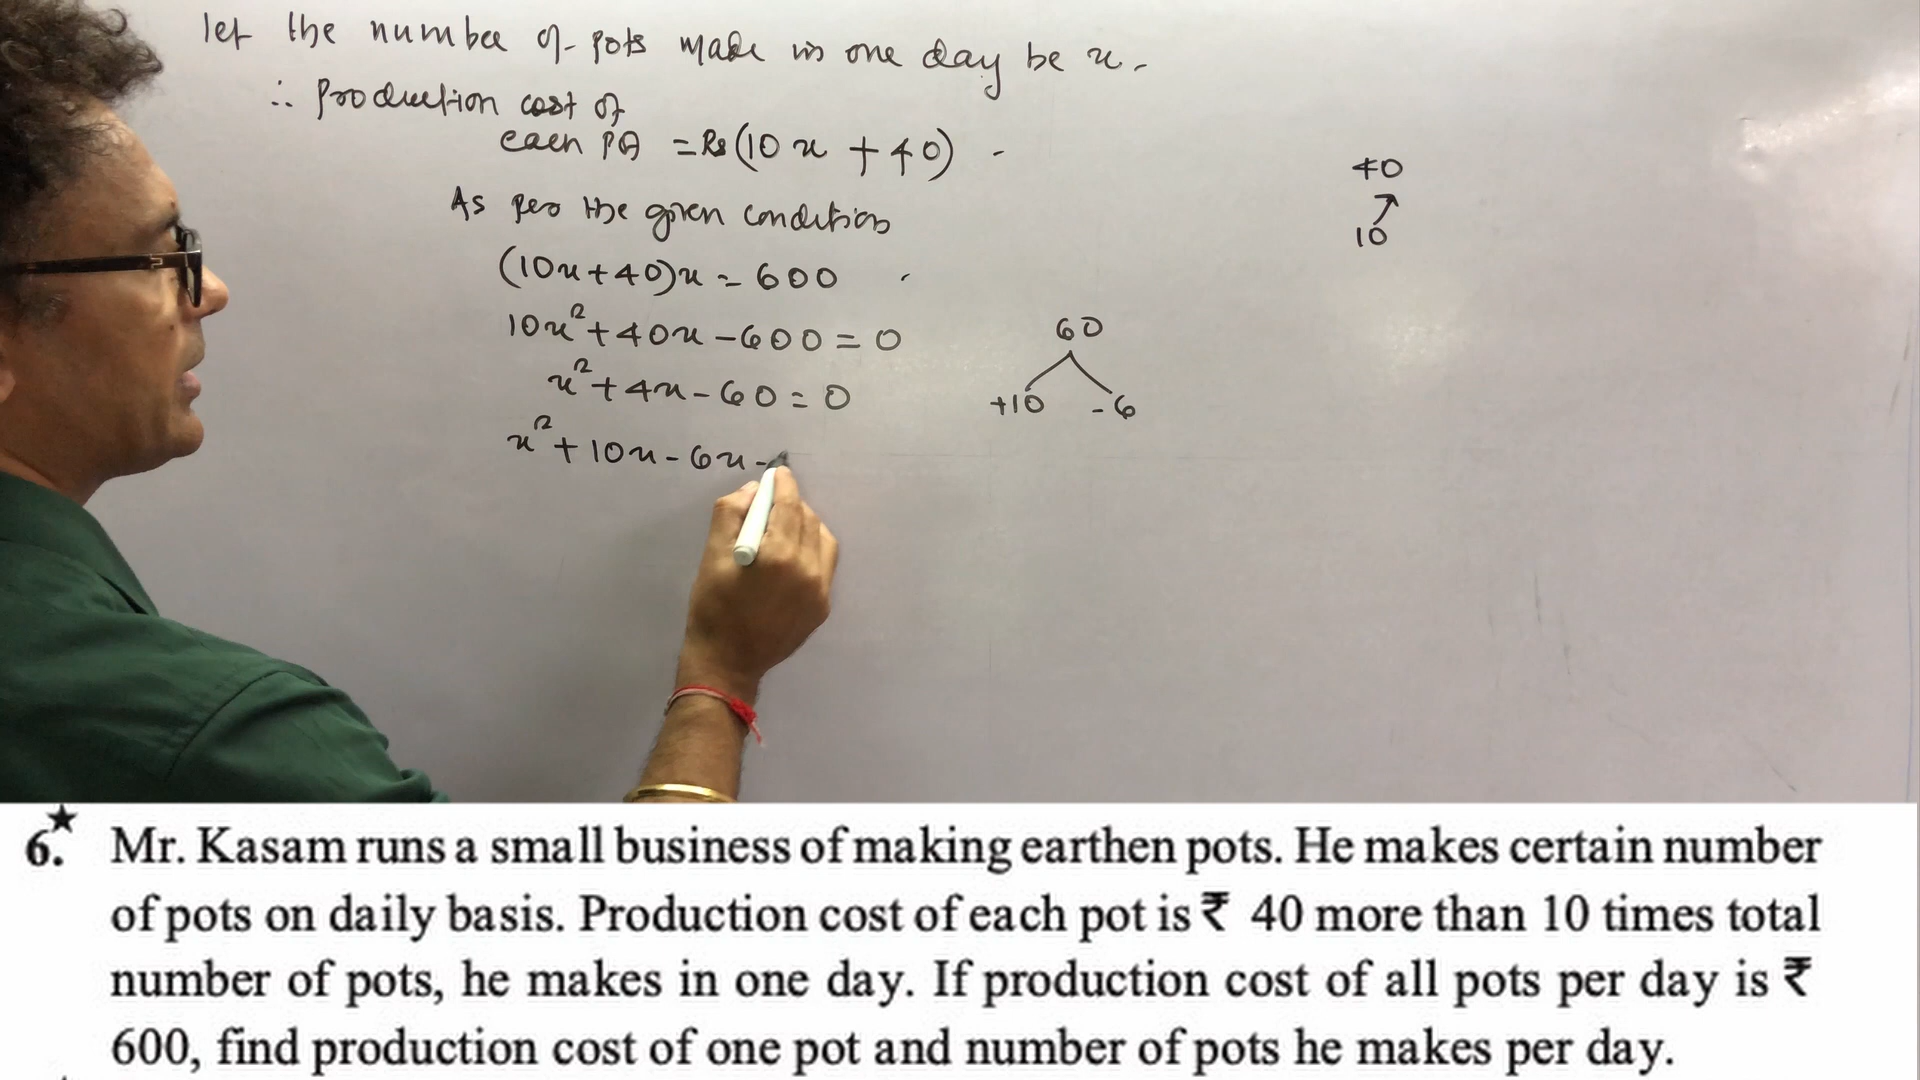 let the number of pots made in one day be x.
∴ production cost of
each pot = Rs (10x + 40)
As per the given condition
(10x+40)x = 600
10x²+40x-600=0
x²+4x-60=0
x²+10x-6x-
60
+10 -6
40
10
6.★ Mr. Kasam runs a small business of making earthen pots. He makes certain number
of pots on daily basis. Production cost of each pot is ₹ 40 more than 10 times total
number of pots, he makes in one day. If production cost of all pots per day is ₹
600, find production cost of one pot and number of pots he makes per day.